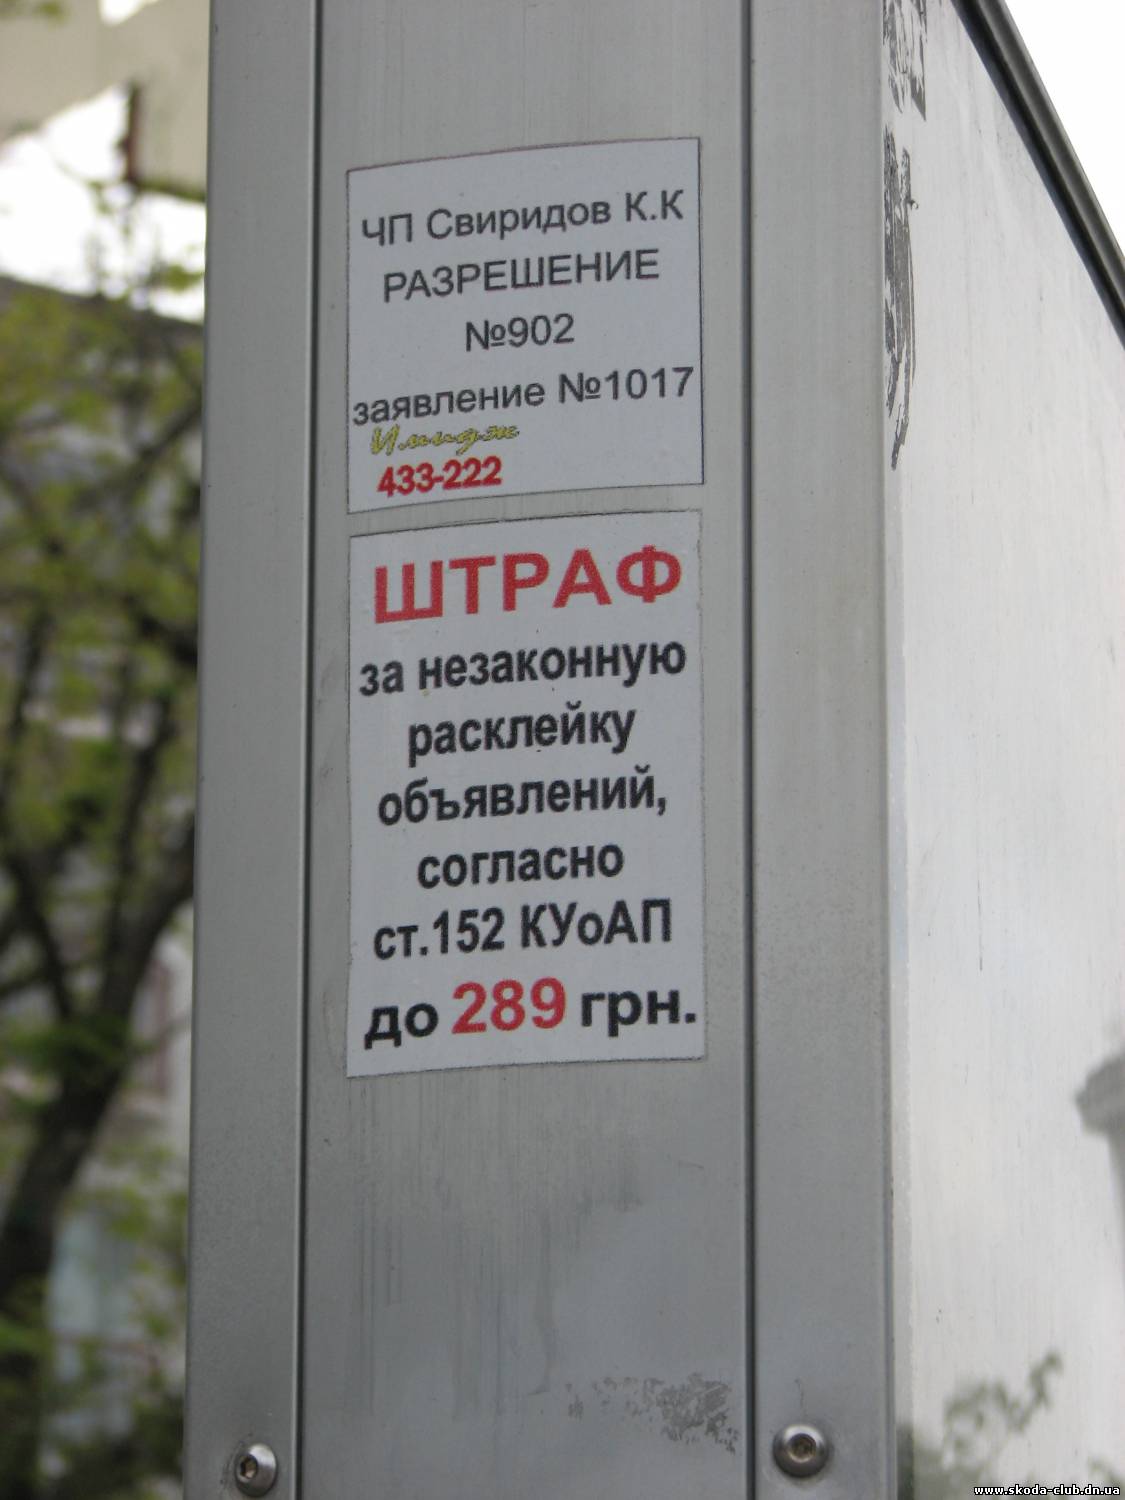 ЧП Свиридов К.К
РАЗРЕШЕНИЕ
№902
заявление №1017
Имидж
433-222
ШТРАФ
за незаконную
расклейку
объявлений,
согласно
ст.152 КУоАП
до 289 грн.
www.skoda-club.dn.ua